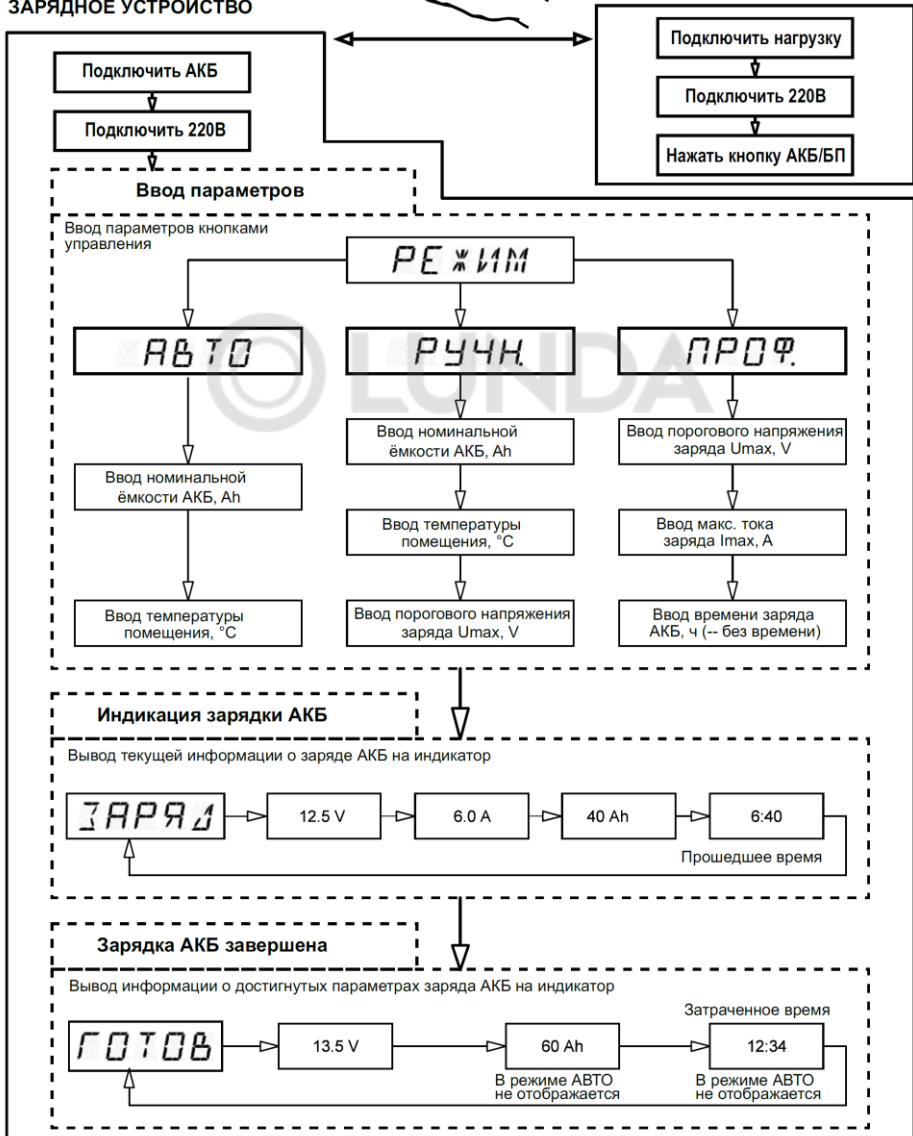 ЗАРЯДНОЕ УСТРОЙСТВО
Подключить АКБ
Подключить 220В
Подключить нагрузку
Подключить 220В
Нажать кнопку АКБ/БП
Ввод параметров
Ввод параметров кнопками
управления
РЕЖИМ
АВТО
РУЧН.
ПРОФ.
LUNDA
Ввод номинальной
ёмкости АКБ, Ah
Ввод температуры
помещения, °C
Ввод номинальной
ёмкости АКБ, Ah
Ввод температуры
помещения, °C
Ввод порогового напряжения
заряда Umax, V
Ввод порогового напряжения
заряда Umax, V
Ввод макс. тока
заряда Imax, A
Ввод времени заряда
АКБ, ч (-- без времени)
Индикация зарядки АКБ
Вывод текущей информации о заряде АКБ на индикатор
ЗАРЯД
12.5 V
6.0 A
40 Ah
6:40
Прошедшее время
Зарядка АКБ завершена
Вывод информации о достигнутых параметрах заряда АКБ на индикатор
Затраченное время
ГОТОВ
13.5 V
60 Ah
12:34
В режиме АВТО
не отображается
В режиме АВТО
не отображается